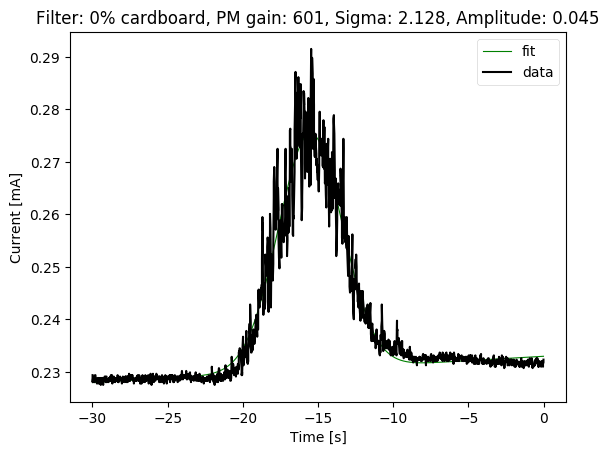 Filter: 0% cardboard, PM gain: 601, Sigma: 2.128, Amplitude: 0.045
fit
data
0.29
0.28
0.27
0.26
0.25
0.24
0.23
Current [mA]
−30
−25
−20
−15
−10
−5
0
Time [s]